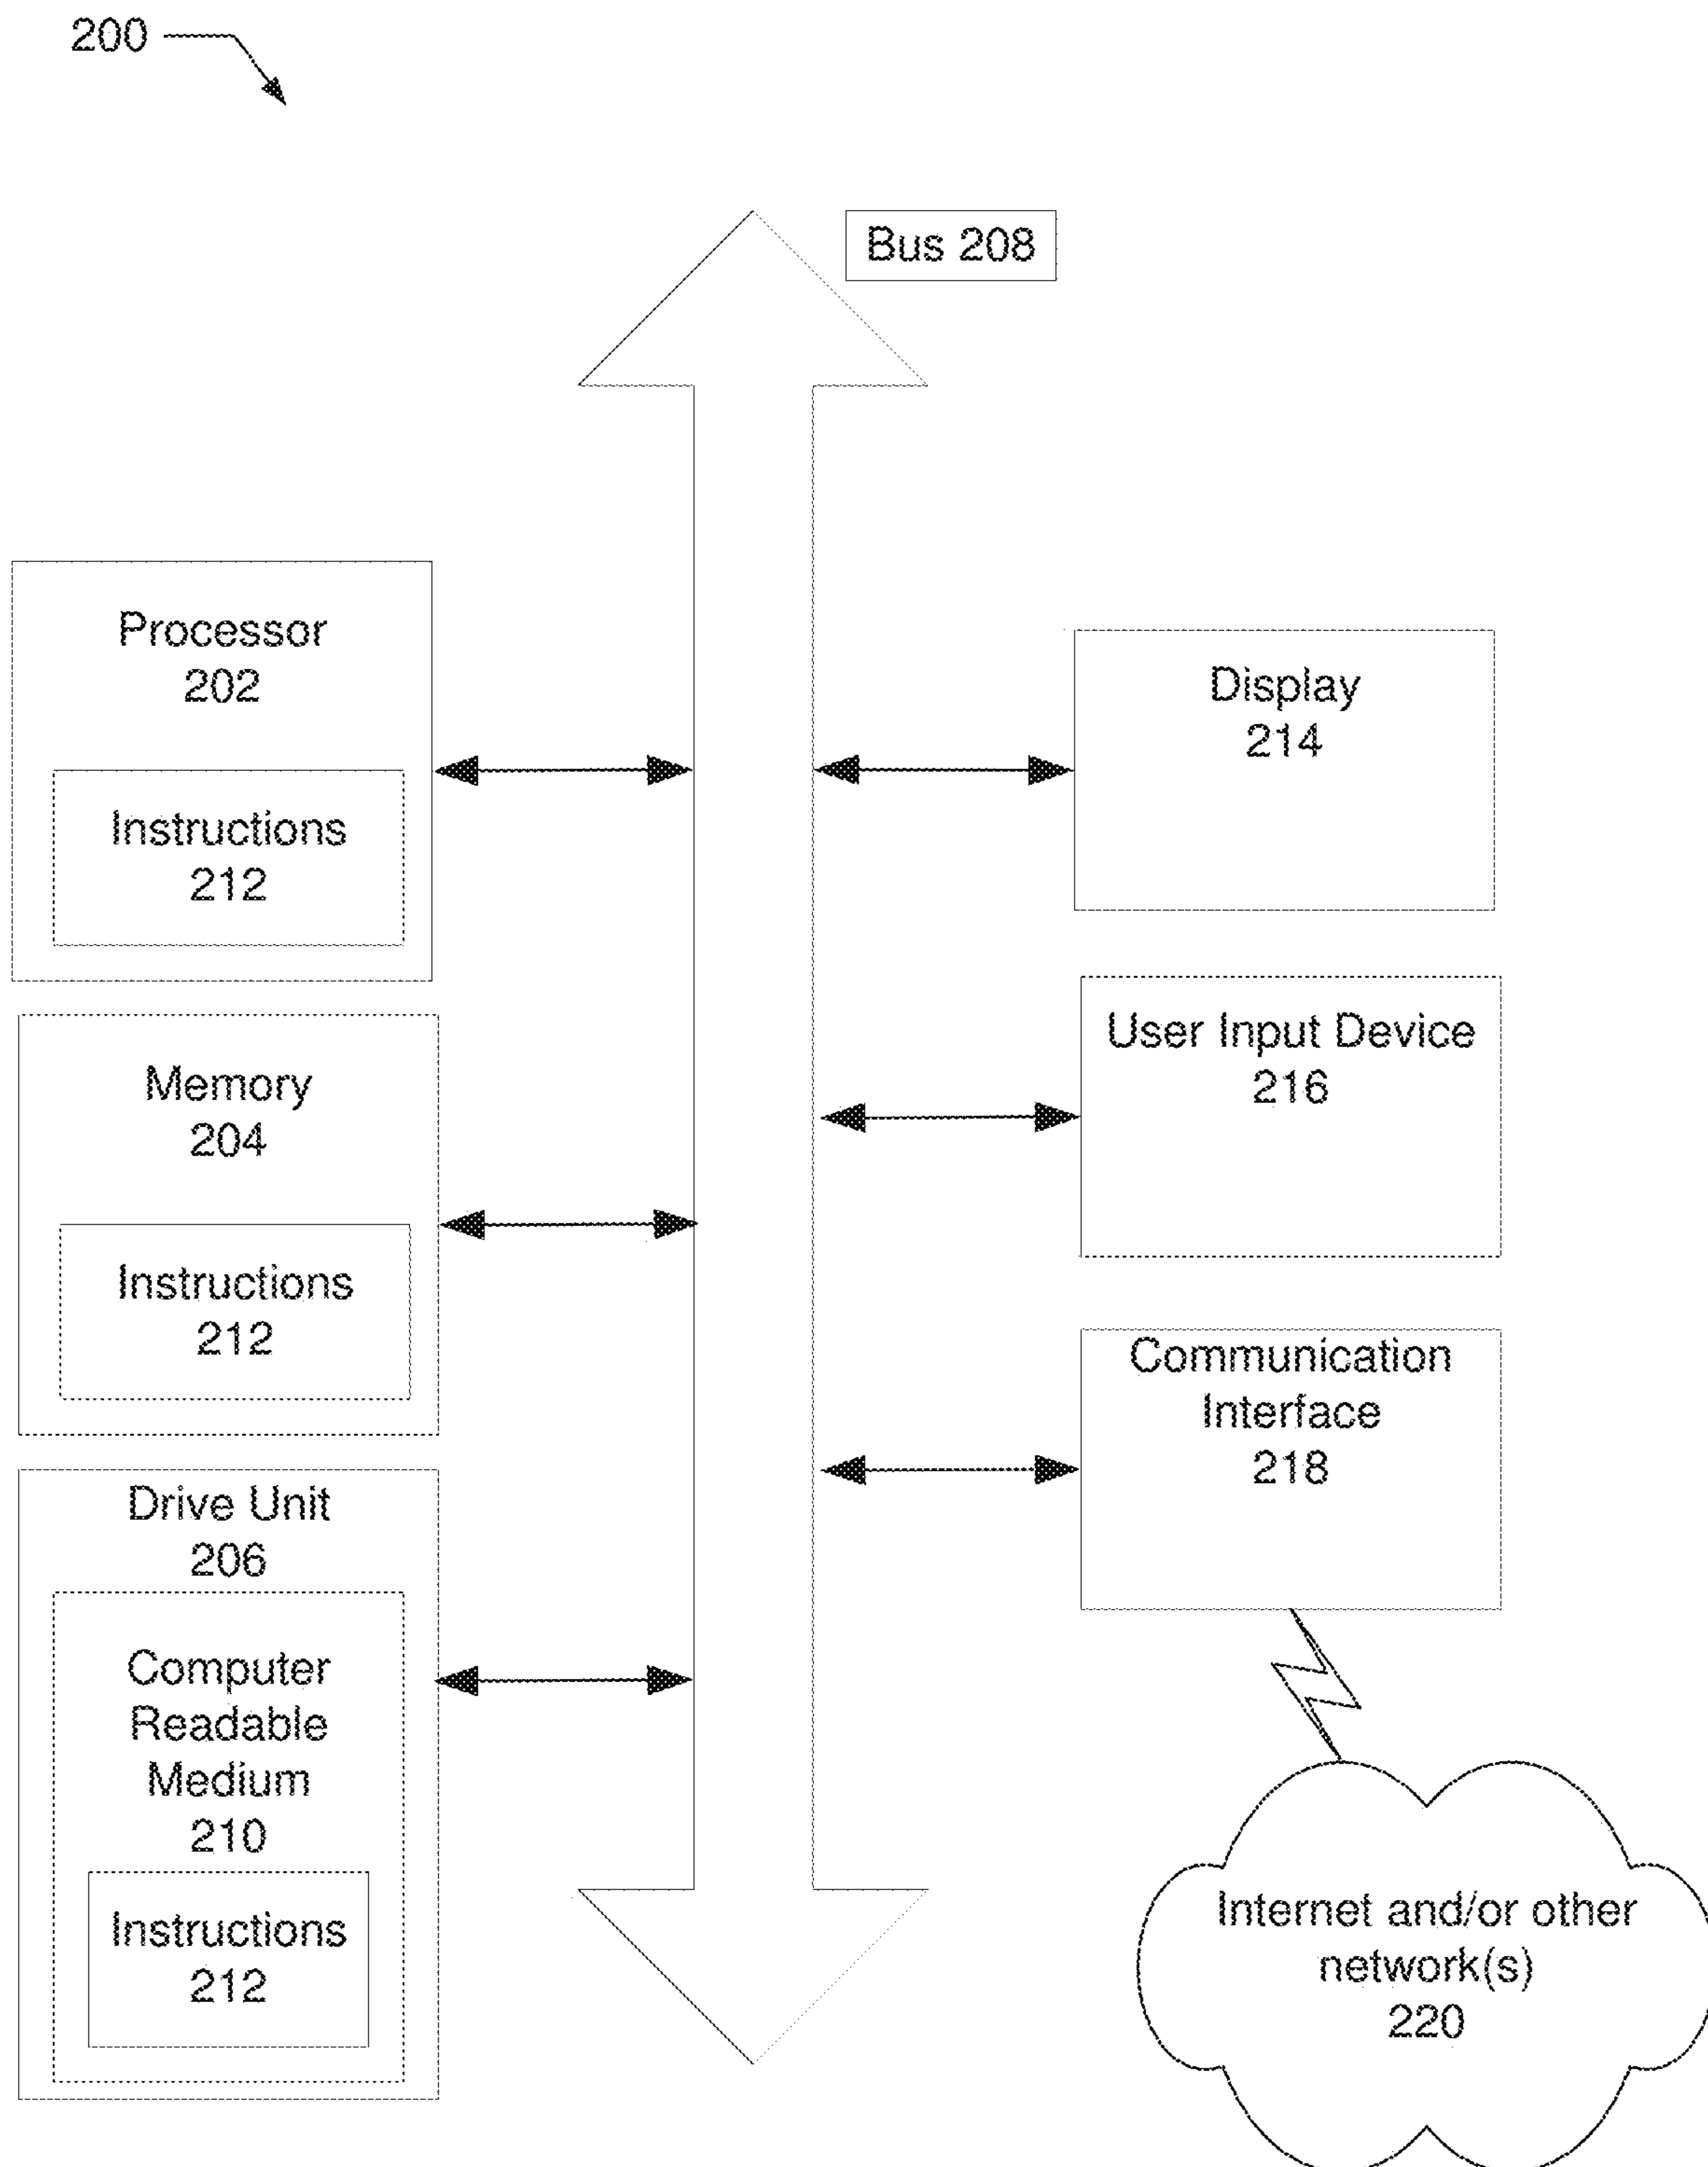 200
Bus 208
Processor
202
Instructions
212
Memory
204
Instructions
212
Drive Unit
206
Computer
Readable
Medium
210
Instructions
212
Display
214
User Input Device
216
Communication
Interface
218
Internet and/or other
network(s)
220